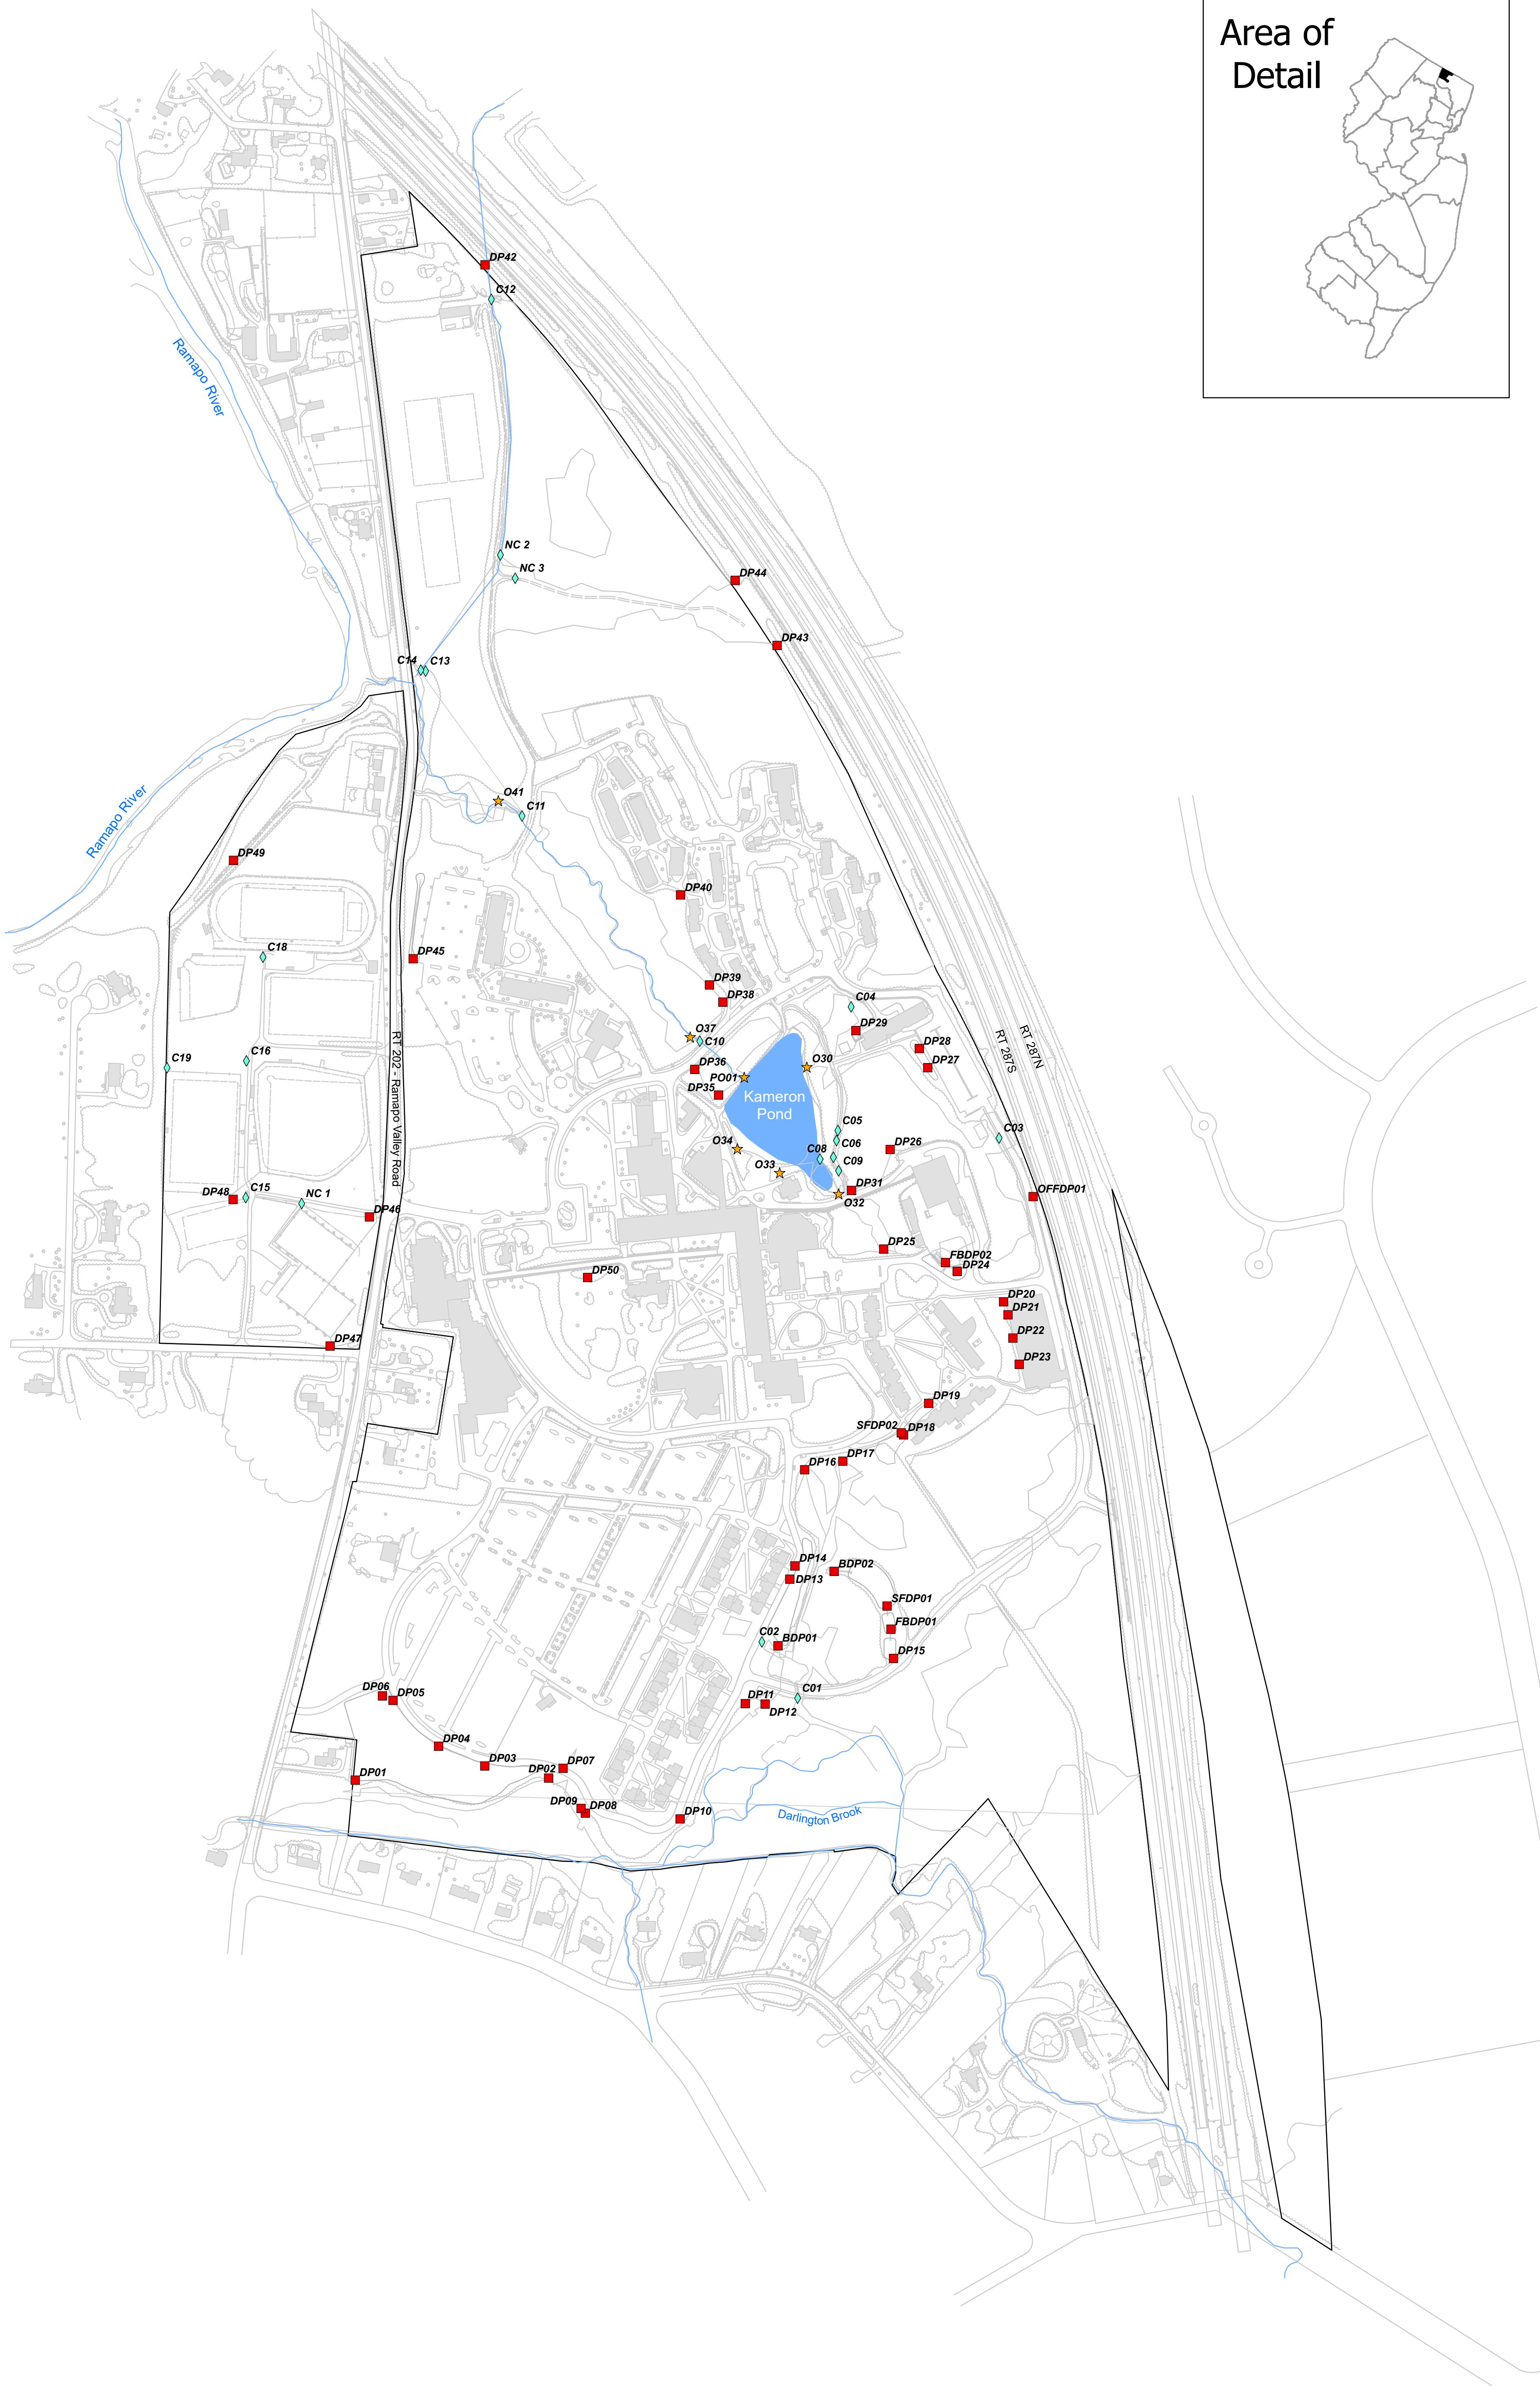 Area of
Detail
DP42
C12
Ramapo River
NC 2
NC 3
DP44
DP43
C14
C13
Ramapo River
O41
C11
DP49
DP40
C18
DP45
DP39
DP38
C04
DP29
O37
C10
DP28
DP27
RT 287S
RT 287N
C19
C16
DP36
PO01
O30
DP35
Kameron
Pond
RT 202 - Ramapo Valley Road
C05
C06
C03
O34
C08
C09
DP26
O33
DP31
O32
OFFDP01
DP48
C15
NC 1
DP46
DP25
FBDP02
DP24
DP50
DP20
DP21
DP22
DP47
DP23
DP19
SFDP02
DP18
DP17
DP16
DP14
BDP02
DP13
SFDP01
FBDP01
C02
BDP01
DP15
DP06
DP05
C01
DP11
DP12
DP04
DP03
DP07
DP02
DP01
DP09
DP08
DP10
Darlington Brook